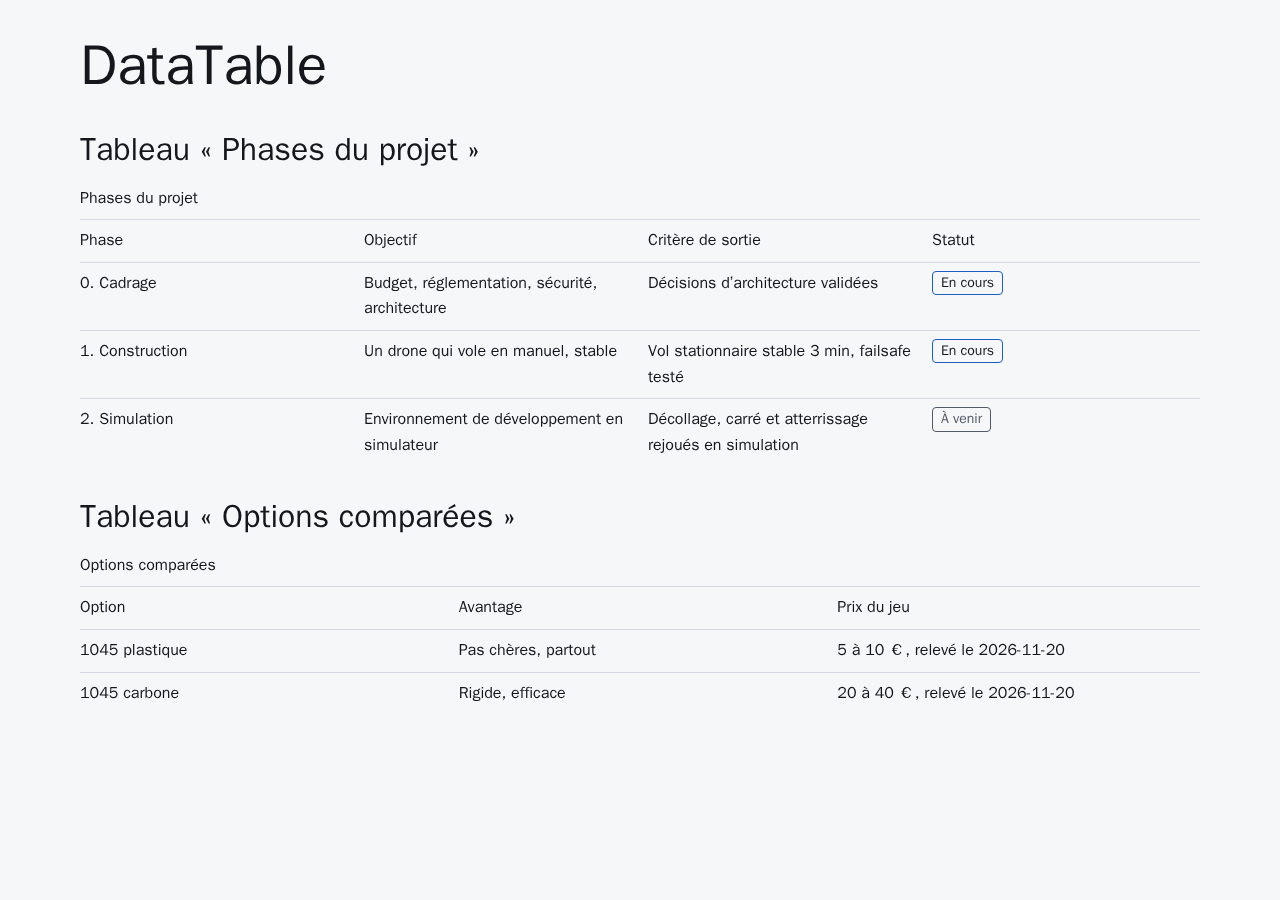 DataTable
Tableau « Phases du projet »
Phases du projet
Phase Objectif Critère de sortie Statut
0. Cadrage Budget, réglementation, sécurité, Décisions d'architecture validées En cours
architecture
1. Construction Un drone qui vole en manuel, stable Vol stationnaire stable 3 min, failsafe En cours
testé
2. Simulation Environnement de développement en Décollage, carré et atterrissage À venir
simulateur rejoués en simulation
Tableau « Options comparées »
Options comparées
Option Avantage Prix du jeu
1045 plastique Pas chères, partout 5 à 10 €, relevé le 2026-11-20
1045 carbone Rigide, efficace 20 à 40 €, relevé le 2026-11-20